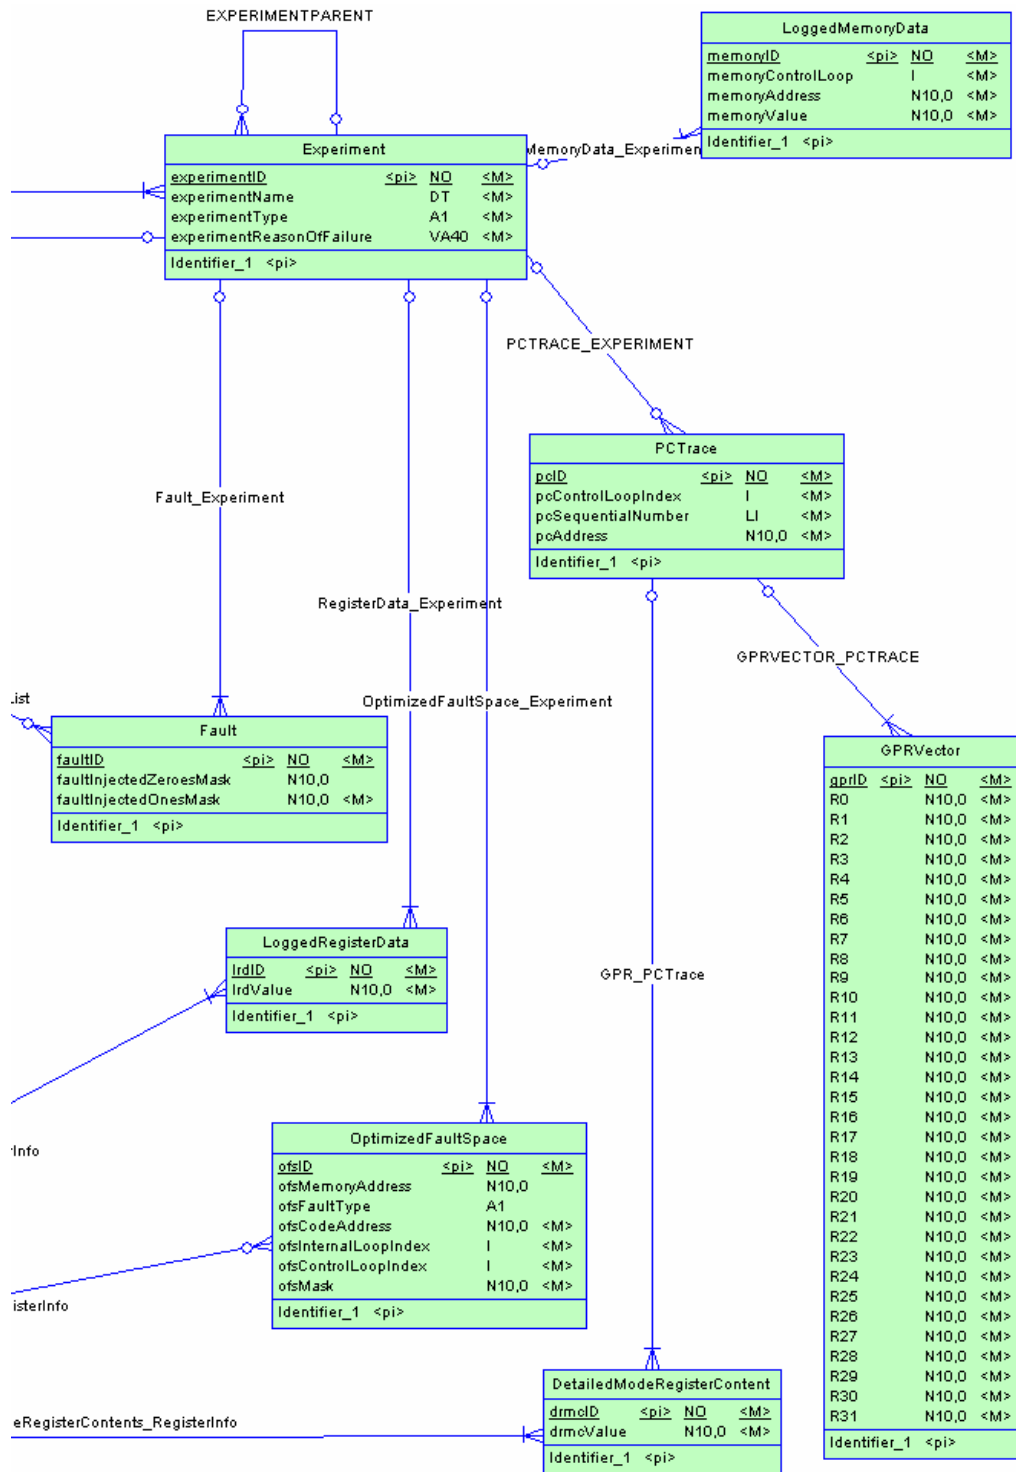 EXPERIMENTPARENT
LoggedMemoryData
memoryID <pi> NO <M>
memoryControlLoop I <M>
memoryAddress N10,0 <M>
memoryValue N10,0 <M>
Identifier_1 <pi>
MemoryData_Experimen
Experiment
experimentID <pi> NO <M>
experimentName DT <M>
experimentType A1 <M>
experimentReasonOfFailure VA40 <M>
Identifier_1 <pi>
PCTRACE_EXPERIMENT
PCTrace
pcID <pi> NO <M>
pcControlLoopIndex I <M>
pcSequentialNumber LI <M>
pcAddress N10,0 <M>
Identifier_1 <pi>
Fault_Experiment
RegisterData_Experiment
GPRVECTOR_PCTRACE
List
OptimizedFaultSpace_Experiment
Fault
faultID <pi> NO <M>
faultInjectedZeroesMask N10,0
faultInjectedOnesMask N10,0 <M>
Identifier_1 <pi>
GPRVector
gprID <pi> NO <M>
R0 N10,0 <M>
R1 N10,0 <M>
R2 N10,0 <M>
R3 N10,0 <M>
R4 N10,0 <M>
R5 N10,0 <M>
R6 N10,0 <M>
R7 N10,0 <M>
R8 N10,0 <M>
R9 N10,0 <M>
R10 N10,0 <M>
R11 N10,0 <M>
R12 N10,0 <M>
R13 N10,0 <M>
R14 N10,0 <M>
R15 N10,0 <M>
R16 N10,0 <M>
R17 N10,0 <M>
R18 N10,0 <M>
R19 N10,0 <M>
R20 N10,0 <M>
R21 N10,0 <M>
R22 N10,0 <M>
R23 N10,0 <M>
R24 N10,0 <M>
R25 N10,0 <M>
R26 N10,0 <M>
R27 N10,0 <M>
R28 N10,0 <M>
R29 N10,0 <M>
R30 N10,0 <M>
R31 N10,0 <M>
Identifier_1 <pi>
LoggedRegisterData
lrdID <pi> NO <M>
lrdValue N10,0 <M>
Identifier_1 <pi>
GPR_PCTrace
rInfo
OptimizedFaultSpace
ofsID <pi> NO <M>
ofsMemoryAddress N10,0
ofsFaultType A1
ofsCodeAddress N10,0 <M>
ofsInternalLoopIndex I <M>
ofsControlLoopIndex I <M>
ofsMask N10,0 <M>
Identifier_1 <pi>
isterInfo
DetailedModeRegisterContent
drmcID <pi> NO <M>
drmcValue N10,0 <M>
Identifier_1 <pi>
eRegisterContents_RegisterInfo